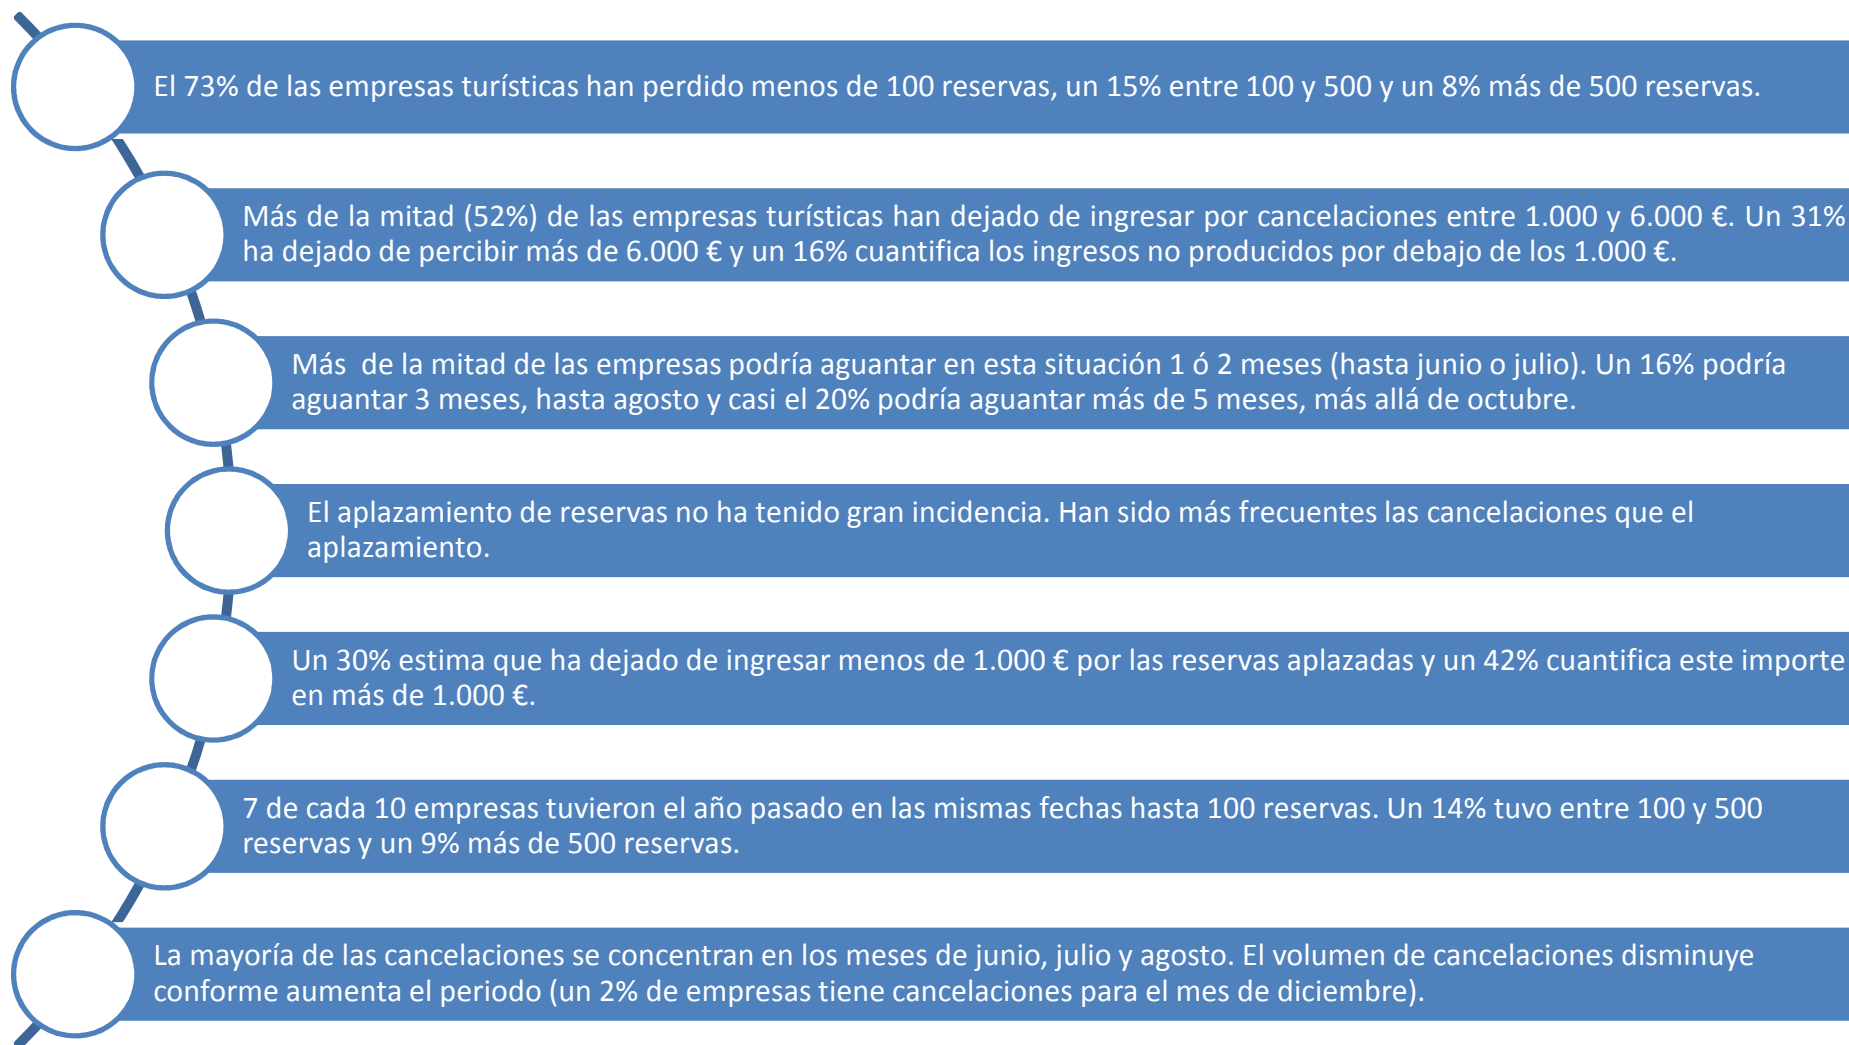 El 73% de las empresas turísticas han perdido menos de 100 reservas, un 15% entre 100 y 500 y un 8% más de 500 reservas.
Más de la mitad (52%) de las empresas turísticas han dejado de ingresar por cancelaciones entre 1.000 y 6.000 €. Un 31%
ha dejado de percibir más de 6.000 € y un 16% cuantifica los ingresos no producidos por debajo de los 1.000 €.
Más de la mitad de las empresas podría aguantar en esta situación 1 ó 2 meses (hasta junio o julio). Un 16% podría
aguantar 3 meses, hasta agosto y casi el 20% podría aguantar más de 5 meses, más allá de octubre.
El aplazamiento de reservas no ha tenido gran incidencia. Han sido más frecuentes las cancelaciones que el
aplazamiento.
Un 30% estima que ha dejado de ingresar menos de 1.000 € por las reservas aplazadas y un 42% cuantifica este importe
en más de 1.000 €.
7 de cada 10 empresas tuvieron el año pasado en las mismas fechas hasta 100 reservas. Un 14% tuvo entre 100 y 500
reservas y un 9% más de 500 reservas.
La mayoría de las cancelaciones se concentran en los meses de junio, julio y agosto. El volumen de cancelaciones disminuye
conforme aumenta el periodo (un 2% de empresas tiene cancelaciones para el mes de diciembre).